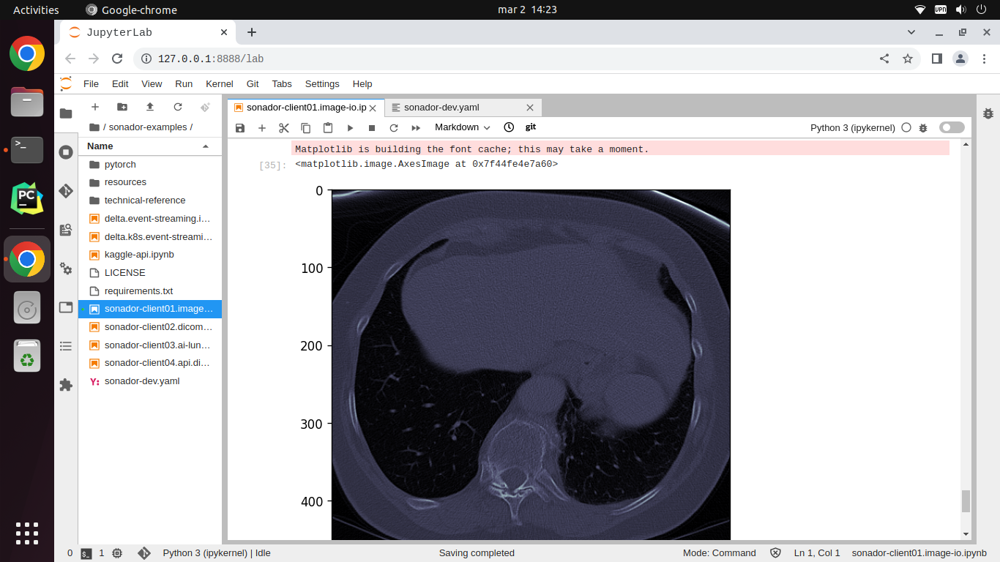 Activities Google-chrome mar 2 14:23 VPN
JupyterLab
127.0.0.1:8888/lab
File Edit View Run Kernel Git Tabs Settings Help
sonador-client01.image-io.ip sonador-dev.yaml
/ sonador-examples /
Markdown git Python 3 (ipykernel)
Name
pytorch
resources
technical-reference
delta.event-streaming.i…
delta.k8s.event-streami…
kaggle-api.ipynb
LICENSE
requirements.txt
sonador-client01.image…
sonador-client02.dicom…
sonador-client03.ai-lun…
sonador-client04.api.di…
Y: sonador-dev.yaml
Matplotlib is building the font cache; this may take a moment.
[35]: <matplotlib.image.AxesImage at 0x7f44fe4e7a60>
0
100
200
300
400
>_
PC
0 $_ 1 Python 3 (ipykernel) | Idle Saving completed Mode: Command Ln 1, Col 1 sonador-client01.image-io.ipynb